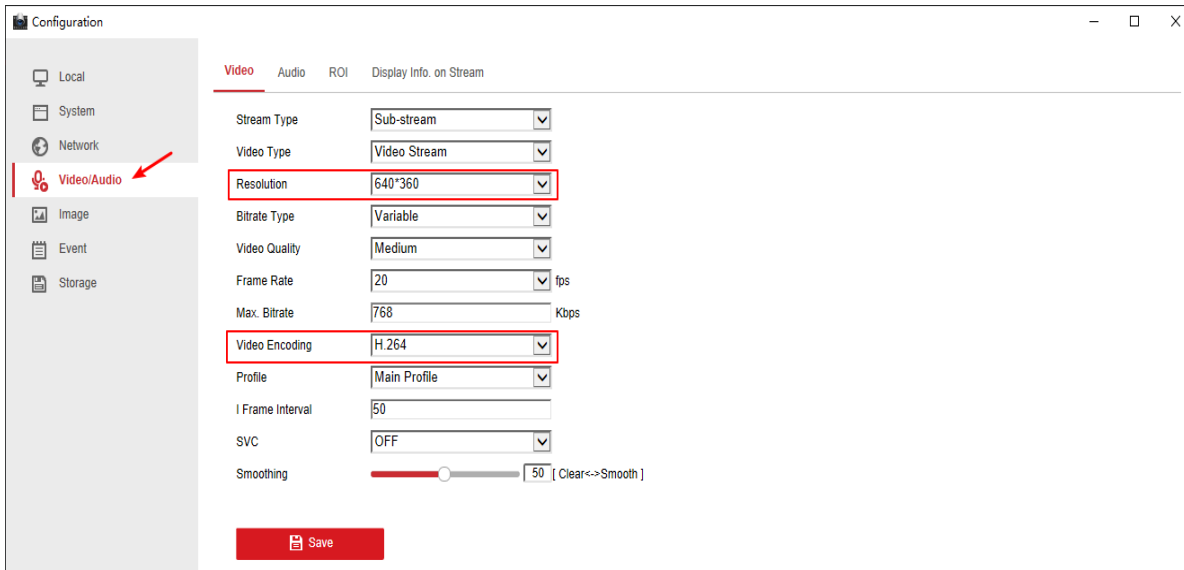 Configuration
Local
System
Network
Video/Audio
Image
Event
Storage
Video Audio ROI Display Info. on Stream
Stream Type Sub-stream
Video Type Video Stream
Resolution 640*360
Bitrate Type Variable
Video Quality Medium
Frame Rate 20 fps
Max. Bitrate 768 Kbps
Video Encoding H.264
Profile Main Profile
I Frame Interval 50
SVC OFF
Smoothing 50 [ Clear<->Smooth ]
Save